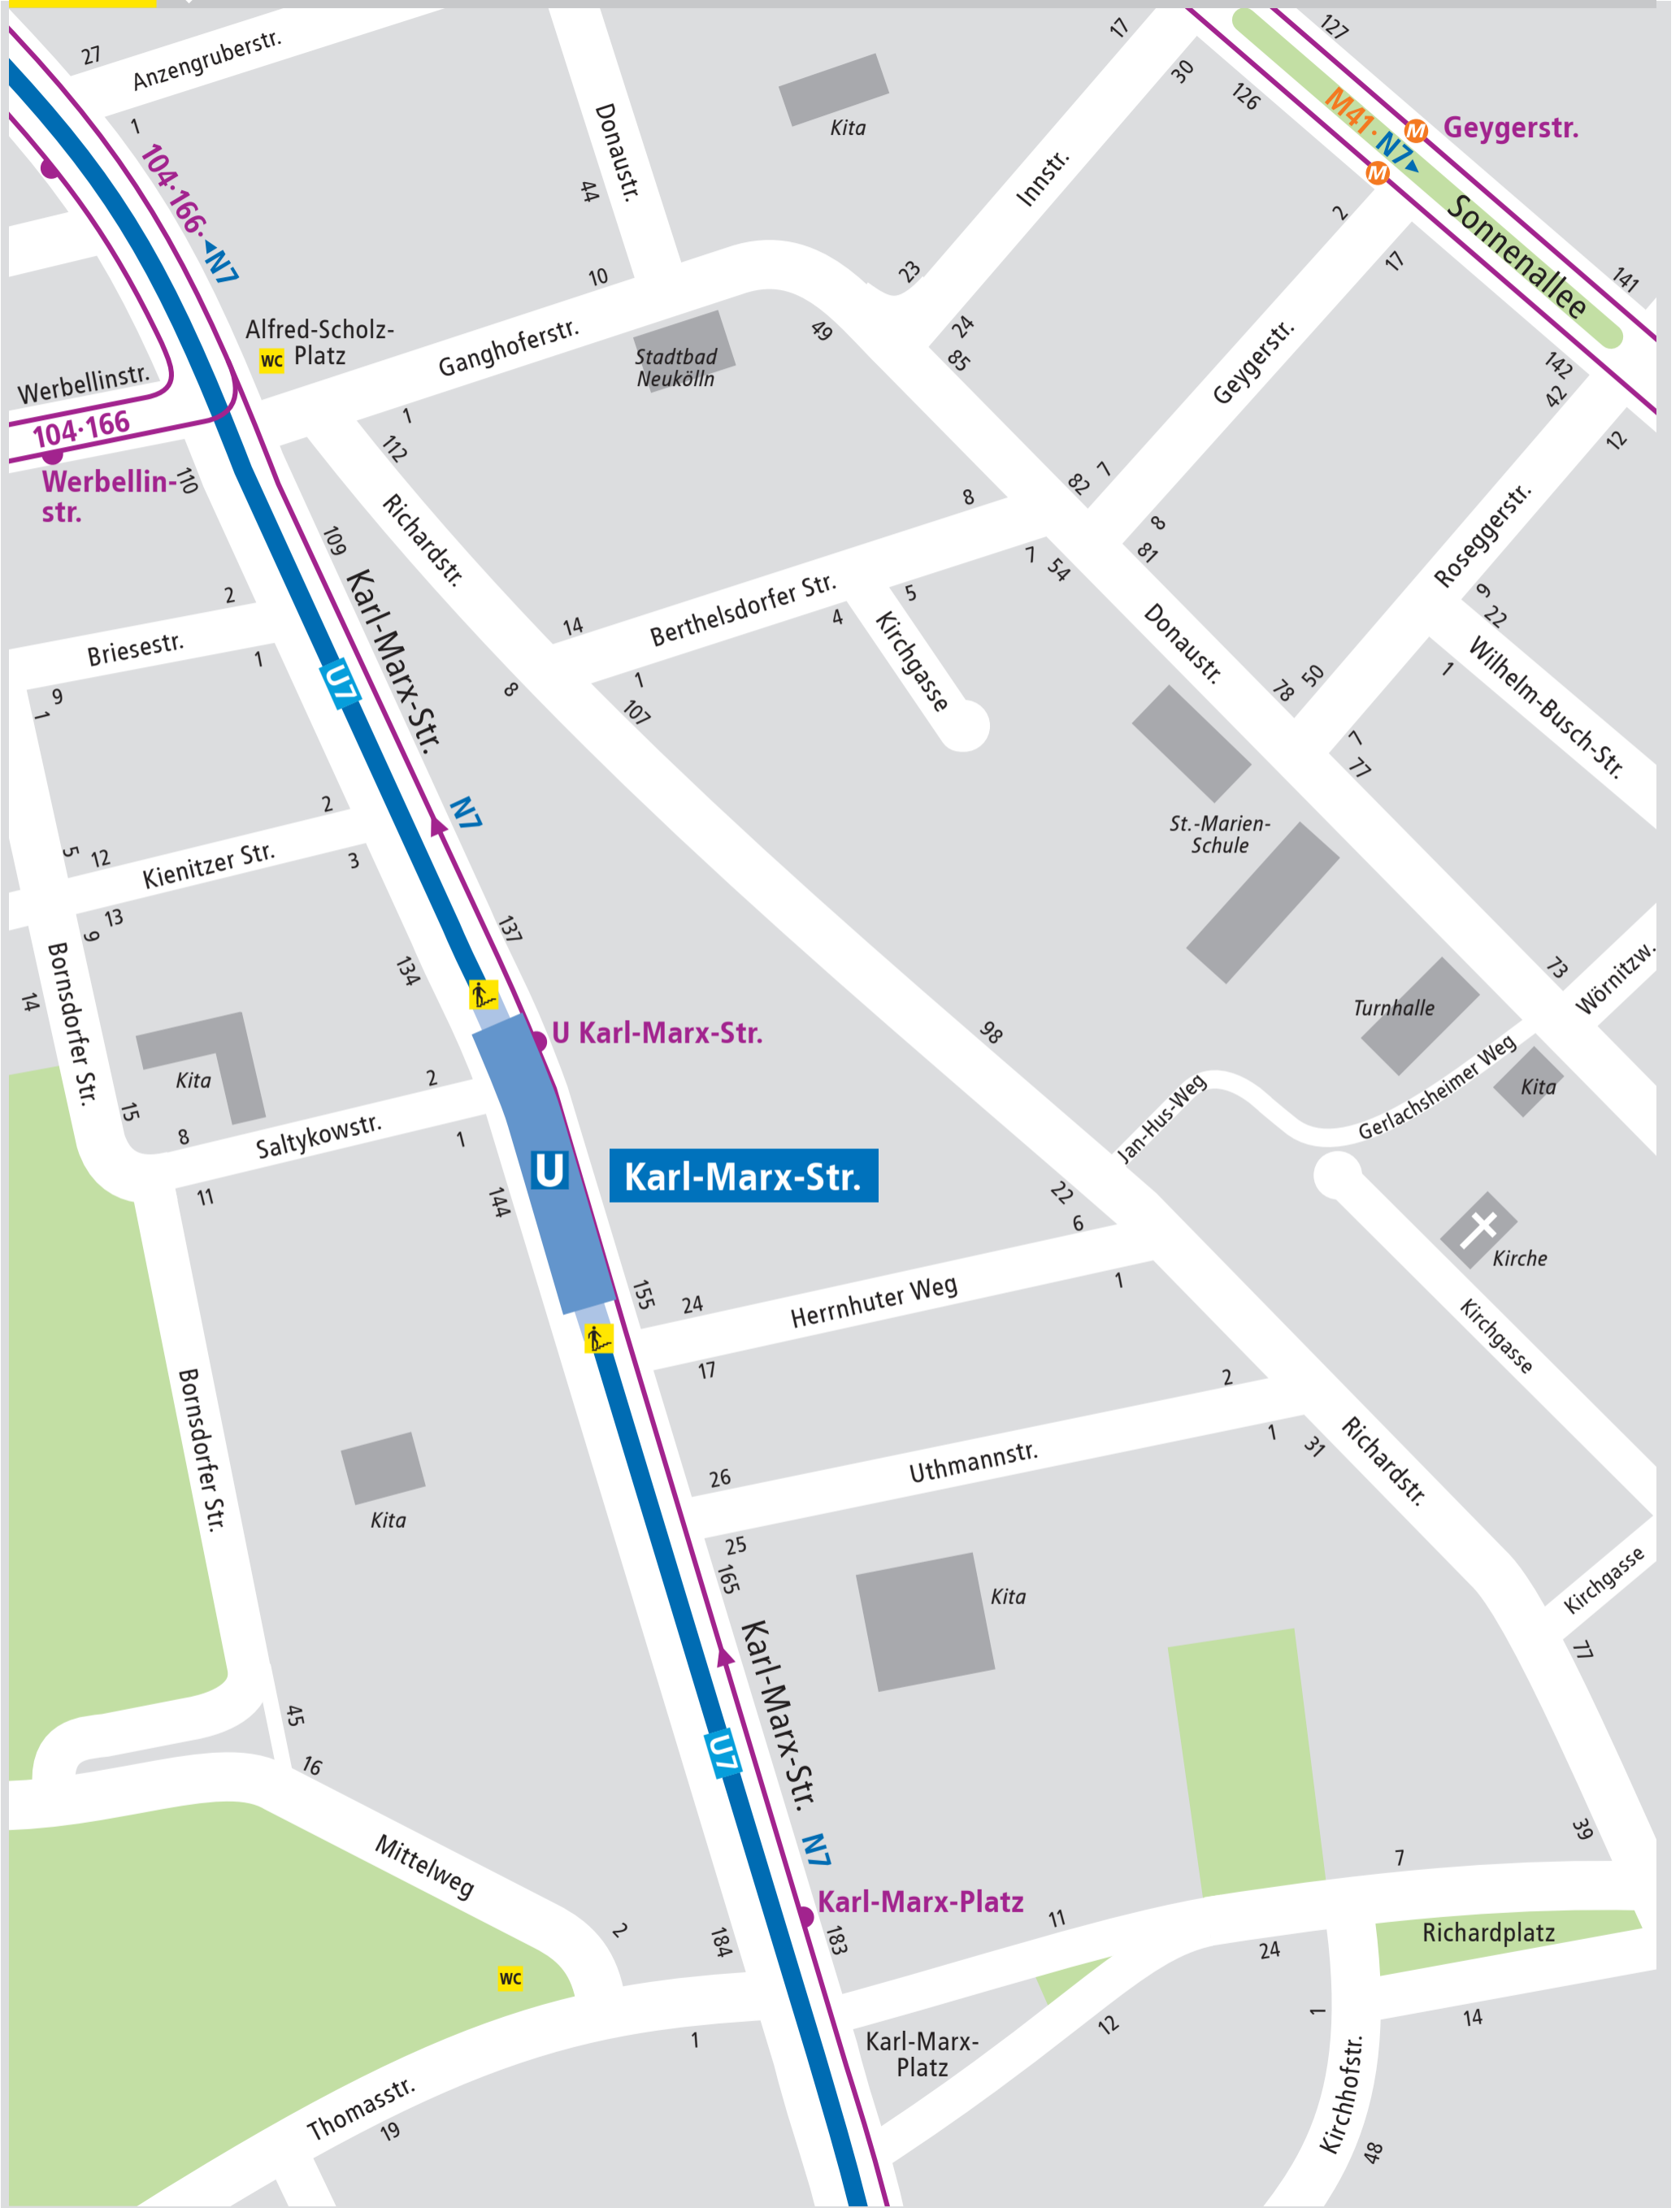 27
Anzengruberstr.
1
104·166·
N7
Donaustr.
44
10
Kita
17
30
Innstr.
23
24
85
127
126
M41·
N7
M
M
Geygerstr.
Sonnenallee
141
142
42
12
2
17
Geygerstr.
Alfred-Scholz-
WC
Platz
Ganghoferstr.
Stadtbad
Neukölln
49
Werbellinstr.
104·166
Werbellin-
str.
110
1
112
109
Richardstr.
Karl-Marx-Str.
8
82
7
8
81
7
54
Roseggerstr.
9
22
Wilhelm-Busch-Str.
1
2
Briesestr.
1
9
1
U7
14
Berthelsdorfer Str.
1
107
8
4
5
Kirchgasse
Donaustr.
78
50
7
77
St.-Marien-
Schule
N7
2
5
12
Kienitzer Str.
3
13
9
14
Bornsdorfer Str.
134
137
98
73
Wörnitzw.
Turnhalle
Kita
Gerlachsheimer Weg
Jan-Hus-Weg
U Karl-Marx-Str.
Kita
15
8
2
Saltykowstr.
1
11
144
U
Karl-Marx-Str.
22
6
Kirche
Kirchgasse
155
24
Herrnhuter Weg
1
17
2
Bornsdorfer Str.
Kita
26
Uthmannstr.
1
31
Richardstr.
25
165
Kita
Kirchgasse
77
Karl-Marx-Str.
U7
45
16
39
7
N7
Mittelweg
2
WC
184
Karl-Marx-Platz
183
11
24
Richardplatz
1
Karl-Marx-
Platz
12
1
14
Kirchhofstr.
48
Thomasstr.
19